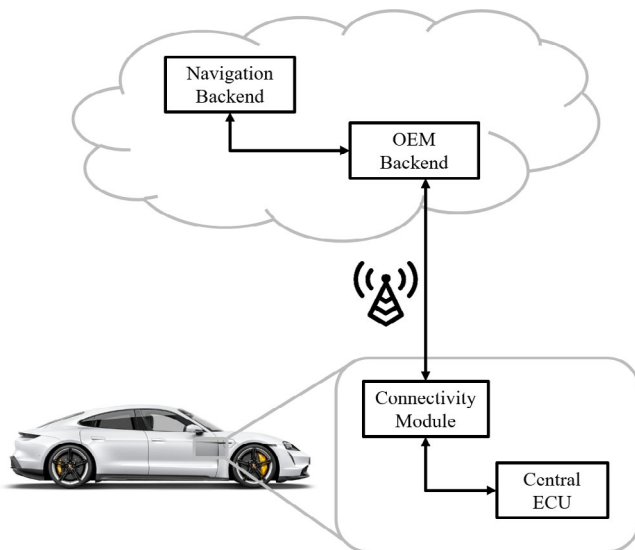 Navigation
Backend
OEM
Backend
Connectivity
Module
Central
ECU